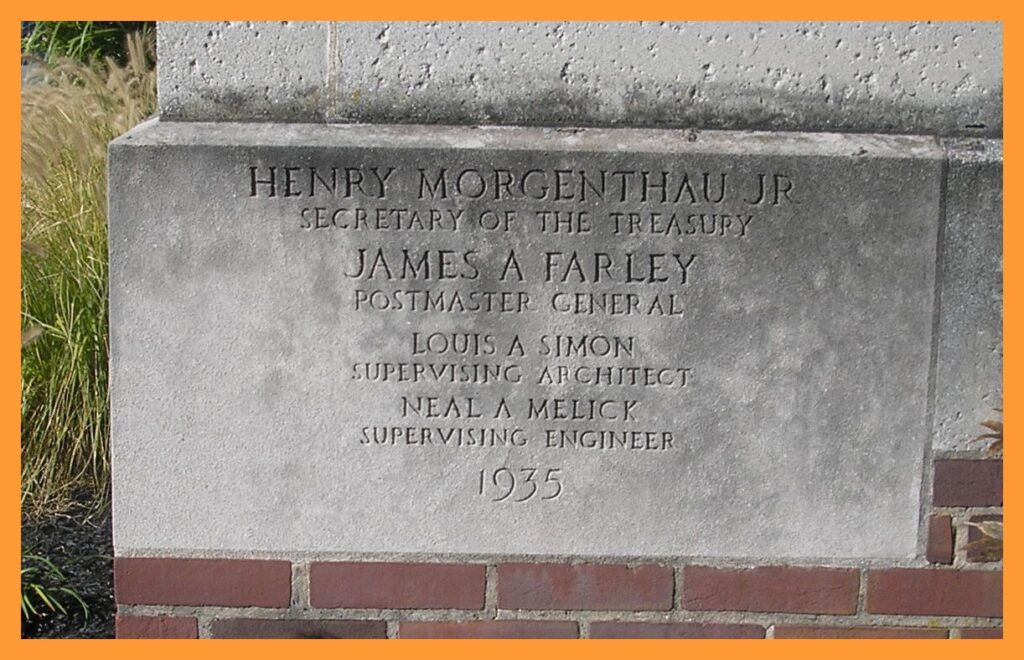 HENRY MORGENTHAU JR
SECRETARY OF THE TREASURY
JAMES A FARLEY
POSTMASTER GENERAL
LOUIS A SIMON
SUPERVISING ARCHITECT
NEAL A MELICK
SUPERVISING ENGINEER
1935